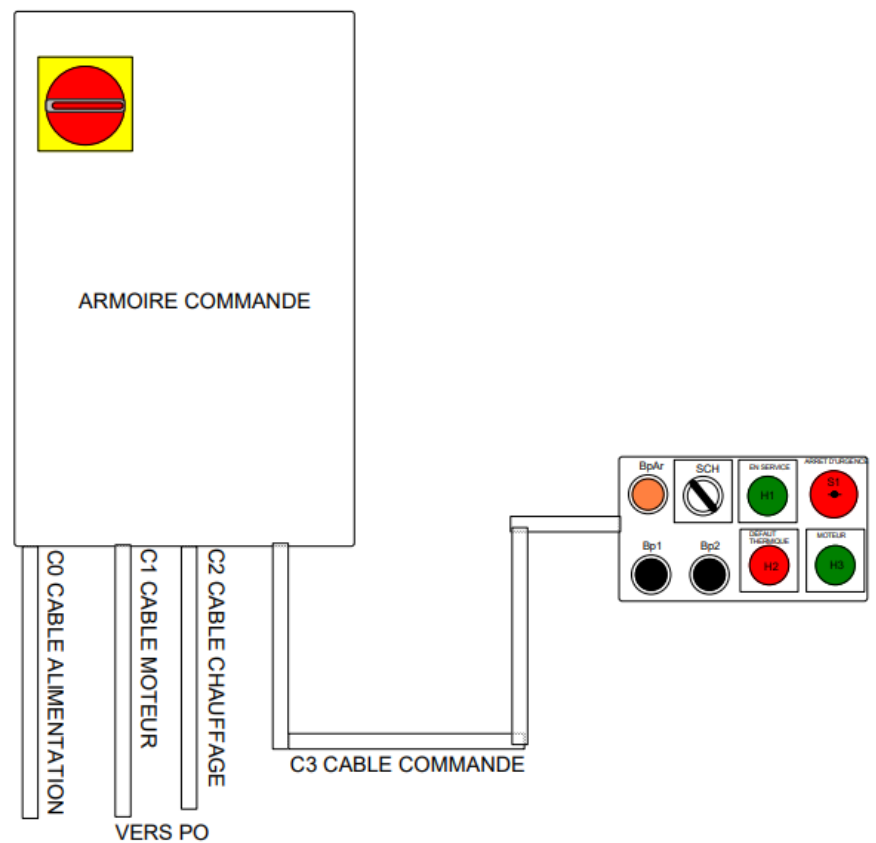 ARMOIRE COMMANDE
C0 CABLE ALIMENTATION
C1 CABLE MOTEUR
C2 CABLE CHAUFFAGE
VERS PO
C3 CABLE COMMANDE
BpAr
SCH
EN SERVICE
H1
ARRET D'URGENCE
S1
Bp1
Bp2
DEFAUT
THERMIQUE
H2
MOTEUR
H3